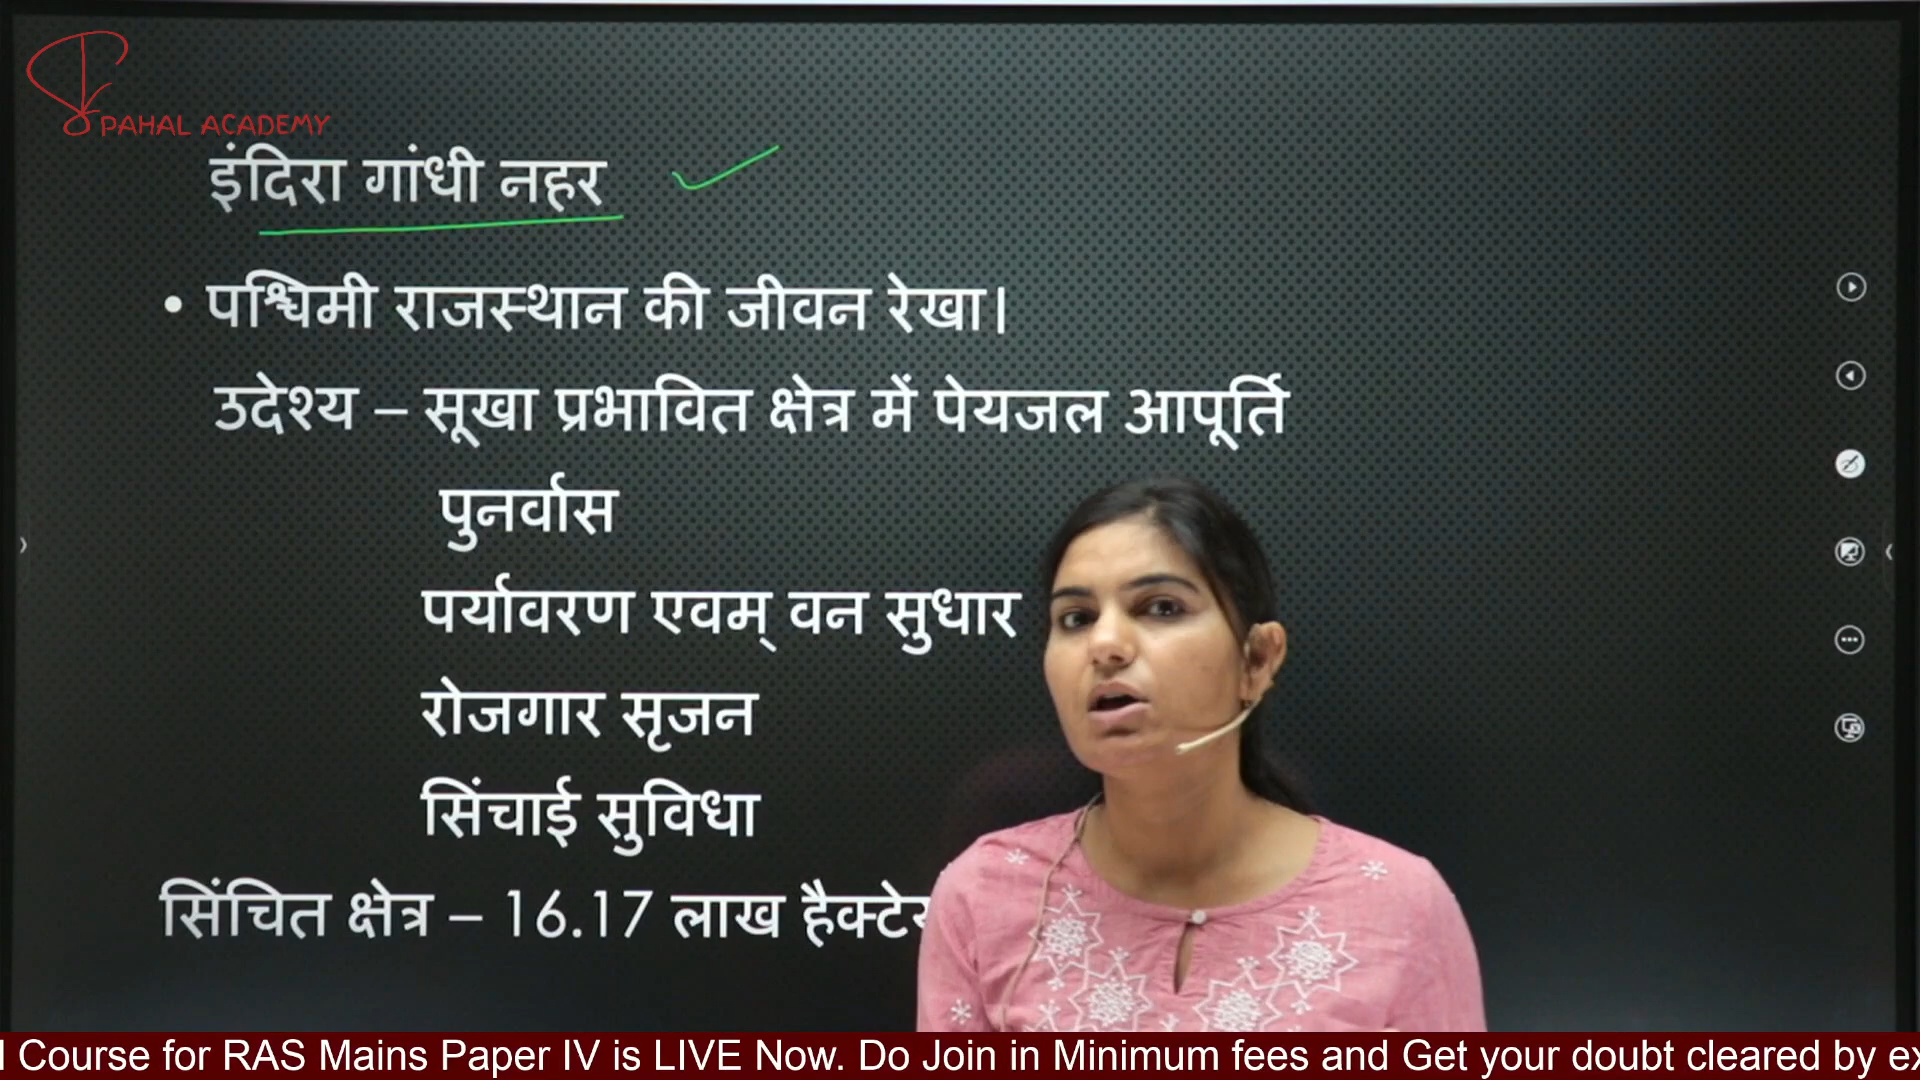 PAHAL ACADEMY
इंदिरा गांधी नहर
• पश्चिमी राजस्थान की जीवन रेखा।
उदेश्य – सूखा प्रभावित क्षेत्र में पेयजल आपूर्ति
पुनर्वास
पर्यावरण एवम् वन सुधार
रोजगार सृजन
सिंचाई सुविधा
सिंचित क्षेत्र – 16.17 लाख
Course for RAS Mains Paper IV is LIVE Now. Do Join in Minimum fees and Get your doubt cleared by